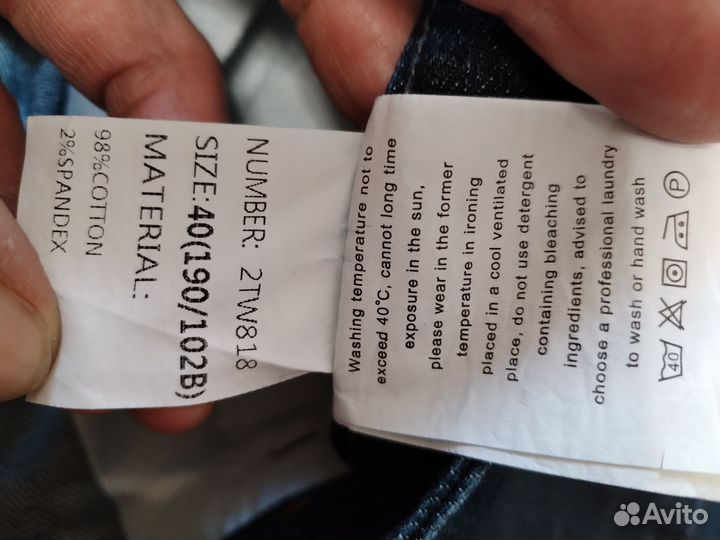 NUMBER: 2TW818
SIZE:40(190/102B)
MATERIAL:
98%COTTON
2%SPANDEX
Washing temperature not to
exceed 40°C, cannot long time
exposure in the sun,
please wear in the former
temperature in ironing
placed in a cool ventilated
place, do not use detergent
containing bleaching
ingredients, advised to
choose a professional laundry
to wash or hand wash
40 P
Avito